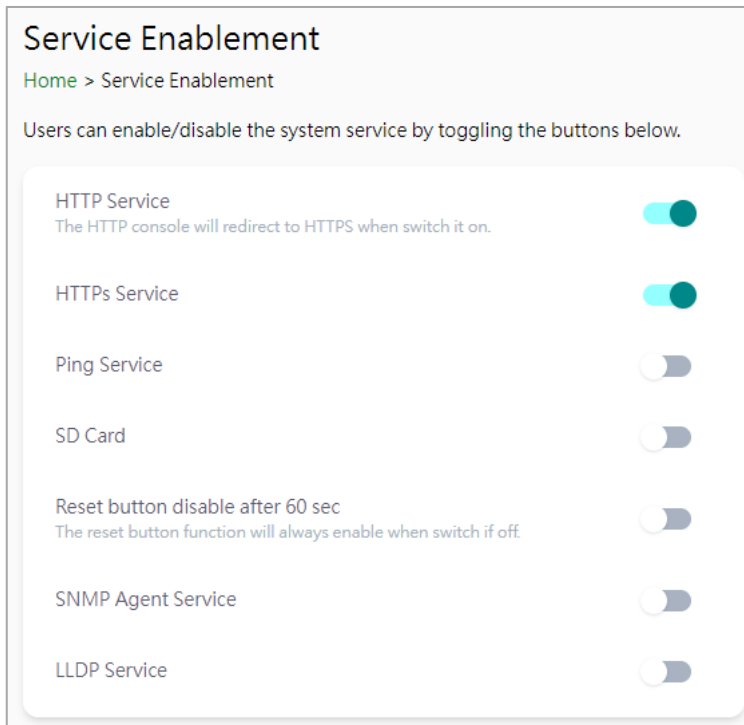 Service Enablement
Home > Service Enablement
Users can enable/disable the system service by toggling the buttons below.
HTTP Service
The HTTP console will redirect to HTTPS when switch it on.
HTTPs Service
Ping Service
SD Card
Reset button disable after 60 sec
The reset button function will always enable when switch if off.
SNMP Agent Service
LLDP Service